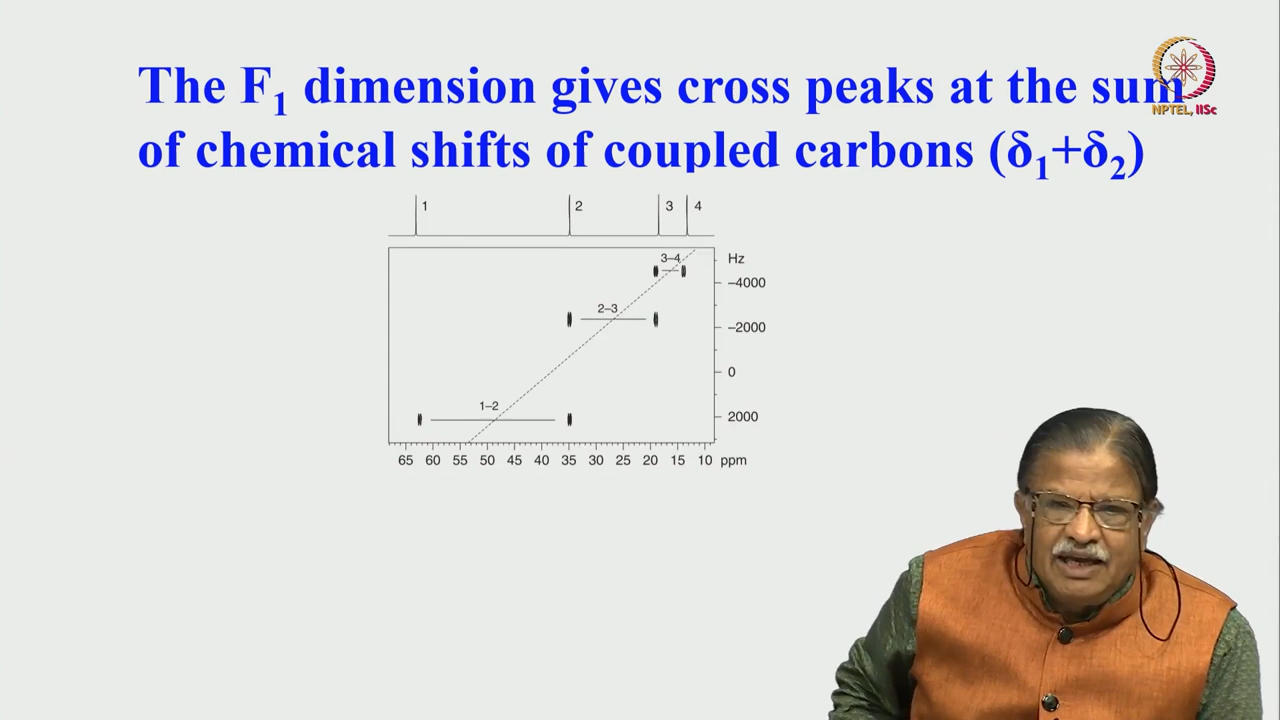 The F₁ dimension gives cross peaks at the sum
of chemical shifts of coupled carbons (δ₁+δ₂)
NPTEL, IISc
1 2 3 4
3–4 Hz
–4000
2–3
–2000
0
1–2
2000
65 60 55 50 45 40 35 30 25 20 15 10 ppm